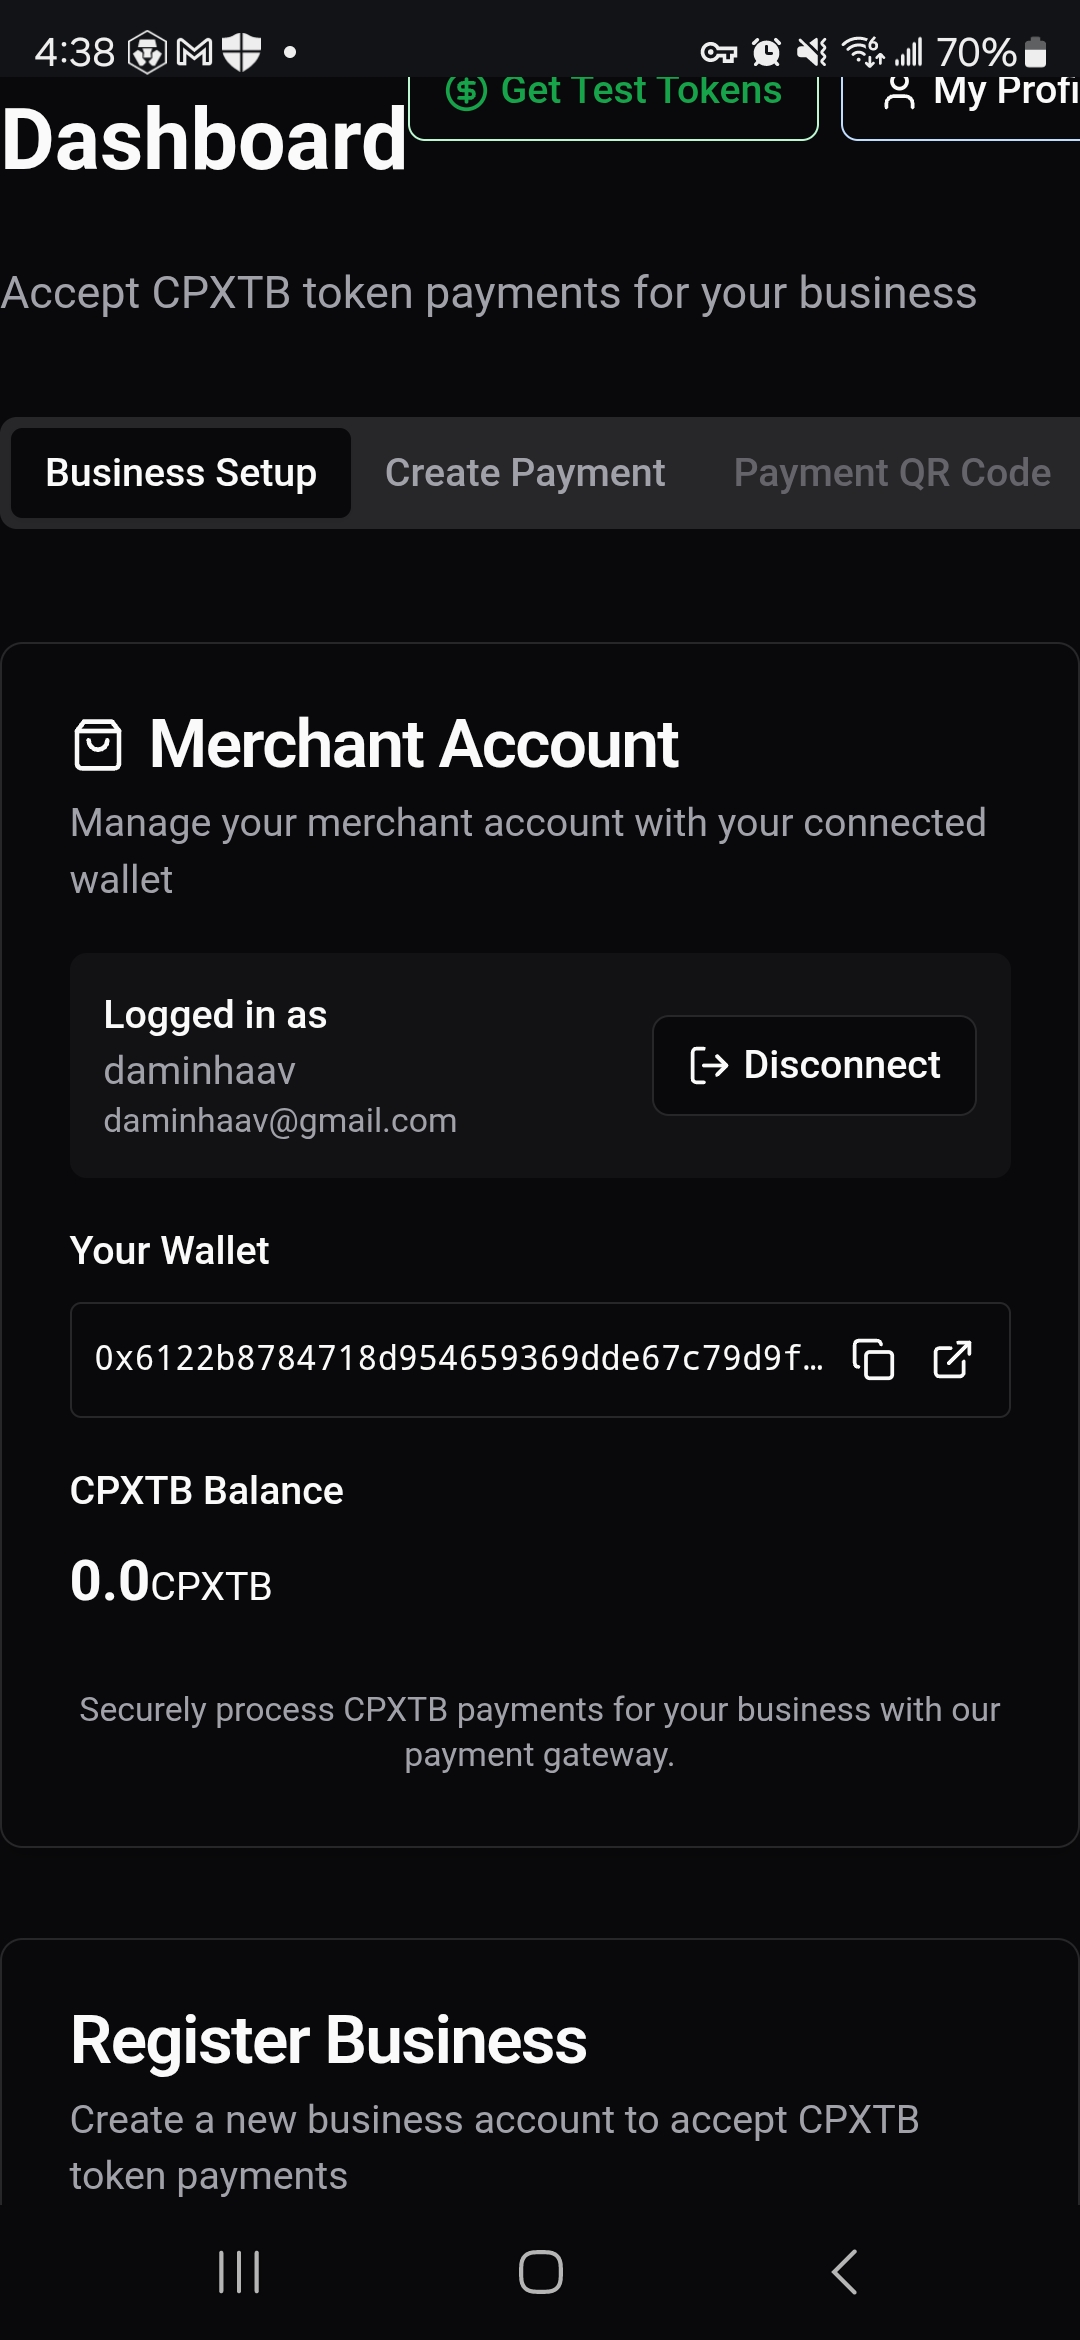 4:38
70%
Get Test Tokens
My Profi
Dashboard
Accept CPXTB token payments for your business
Business Setup
Create Payment
Payment QR Code
Merchant Account
Manage your merchant account with your connected
wallet
Logged in as
daminhaav
daminhaav@gmail.com
Disconnect
Your Wallet
0x6122b8784718d954659369dde67c79d9f…
CPXTB Balance
0.0CPXTB
Securely process CPXTB payments for your business with our
payment gateway.
Register Business
Create a new business account to accept CPXTB
token payments